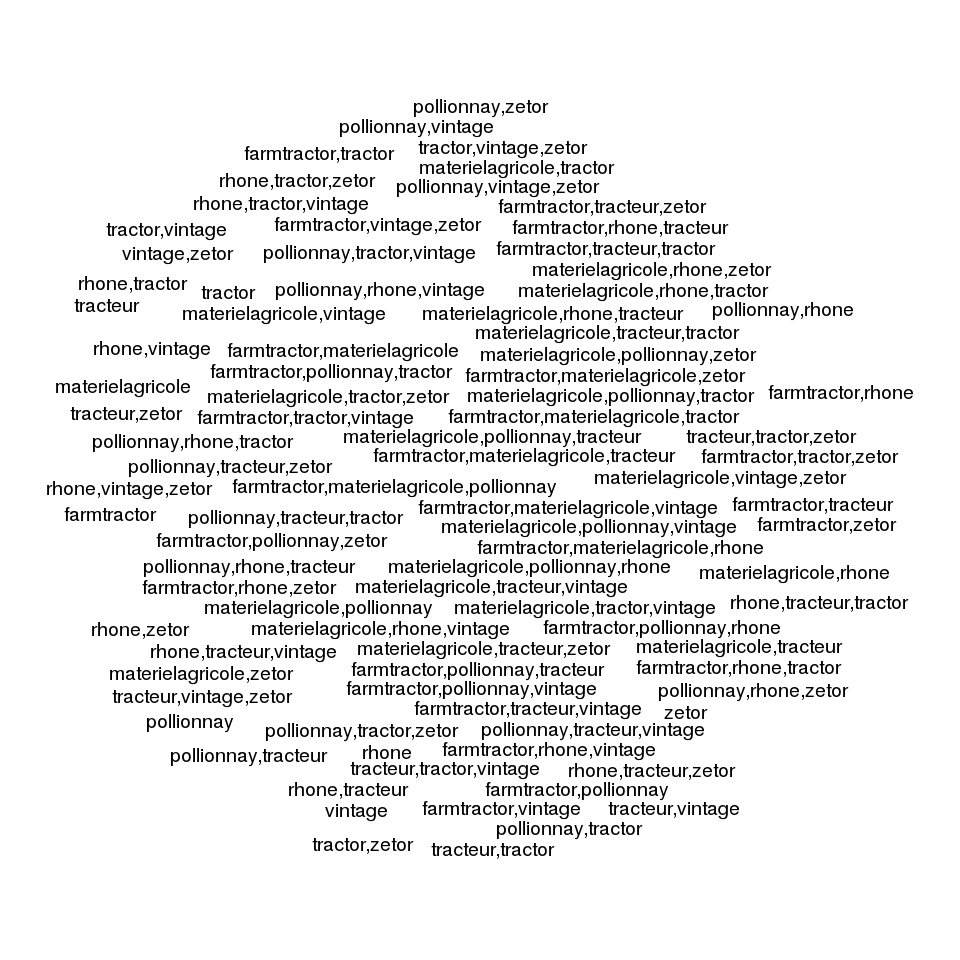 pollionnay,zetor
pollionnay,vintage
tractor,vintage,zetor
farmtractor,tractor
materielagricole,tractor
rhone,tractor,zetor
pollionnay,vintage,zetor
rhone,tractor,vintage
farmtractor,tracteur,zetor
tractor,vintage
farmtractor,vintage,zetor
farmtractor,rhone,tracteur
vintage,zetor
pollionnay,tractor,vintage
farmtractor,tracteur,tractor
materielagricole,rhone,zetor
rhone,tractor
tractor
pollionnay,rhone,vintage
materielagricole,rhone,tractor
tracteur
materielagricole,vintage
materielagricole,rhone,tracteur
pollionnay,rhone
materielagricole,tracteur,tractor
rhone,vintage
farmtractor,materielagricole
materielagricole,pollionnay,zetor
farmtractor,pollionnay,tractor
farmtractor,materielagricole,zetor
materielagricole
materielagricole,tractor,zetor
materielagricole,pollionnay,tractor
farmtractor,rhone
tracteur,zetor
farmtractor,tractor,vintage
farmtractor,materielagricole,tractor
pollionnay,rhone,tractor
materielagricole,pollionnay,tracteur
tracteur,tractor,zetor
farmtractor,materielagricole,tracteur
farmtractor,tractor,zetor
pollionnay,tracteur,zetor
materielagricole,vintage,zetor
rhone,vintage,zetor
farmtractor,materielagricole,pollionnay
farmtractor,materielagricole,vintage
farmtractor,tracteur
farmtractor
pollionnay,tracteur,tractor
materielagricole,pollionnay,vintage
farmtractor,zetor
farmtractor,pollionnay,zetor
farmtractor,materielagricole,rhone
pollionnay,rhone,tracteur
materielagricole,pollionnay,rhone
materielagricole,rhone
farmtractor,rhone,zetor
materielagricole,tracteur,vintage
materielagricole,pollionnay
materielagricole,tractor,vintage
rhone,tracteur,tractor
rhone,zetor
materielagricole,rhone,vintage
farmtractor,pollionnay,rhone
rhone,tracteur,vintage
materielagricole,tracteur,zetor
materielagricole,tracteur
materielagricole,zetor
farmtractor,pollionnay,tracteur
farmtractor,rhone,tractor
tracteur,vintage,zetor
farmtractor,pollionnay,vintage
pollionnay,rhone,zetor
farmtractor,tracteur,vintage
zetor
pollionnay
pollionnay,tractor,zetor
pollionnay,tracteur,vintage
pollionnay,tracteur
rhone
farmtractor,rhone,vintage
tracteur,tractor,vintage
rhone,tracteur,zetor
rhone,tracteur
farmtractor,pollionnay
vintage
farmtractor,vintage
tracteur,vintage
pollionnay,tractor
tractor,zetor
tracteur,tractor